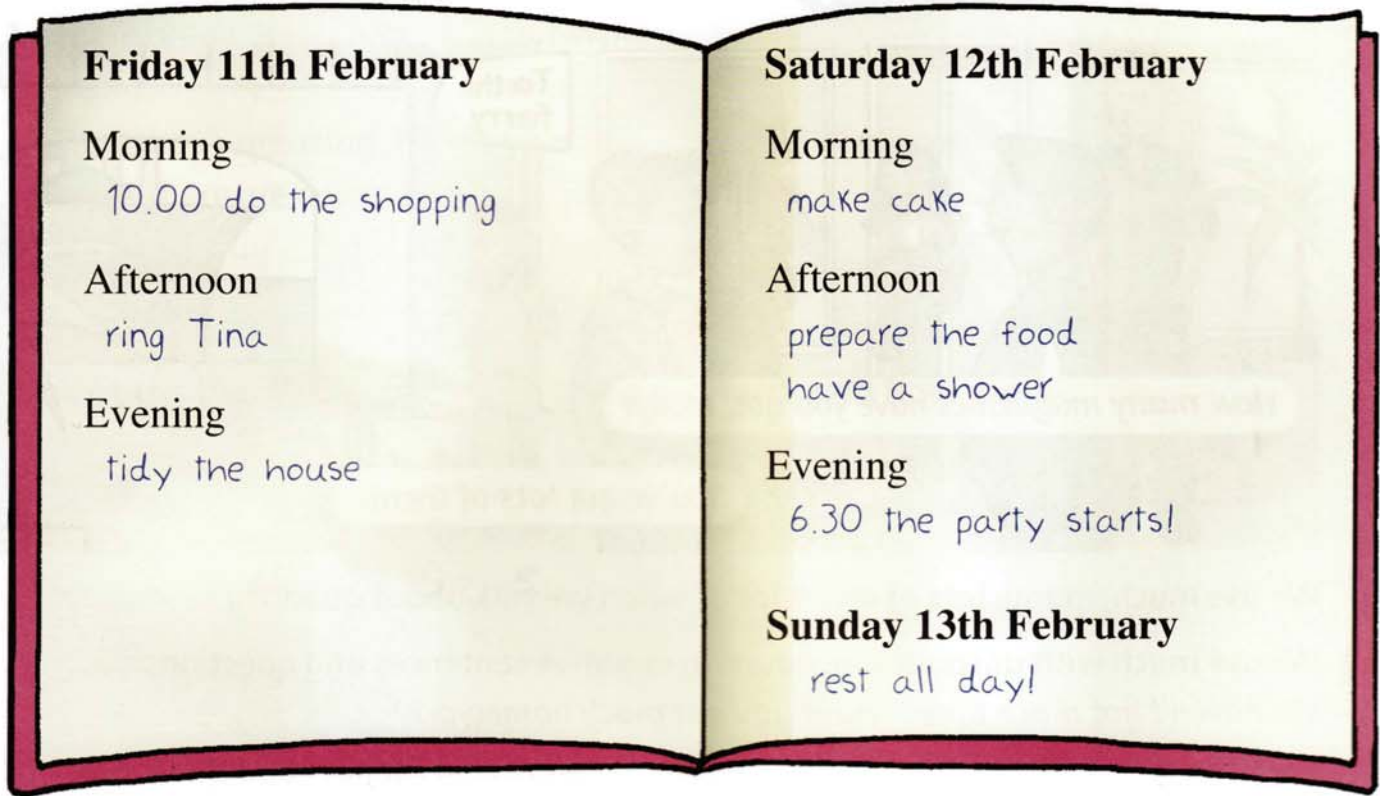 Friday 11th February
Morning
10.00 do the shopping
Afternoon
ring Tina
Evening
tidy the house
Saturday 12th February
Morning
make cake
Afternoon
prepare the food
have a shower
Evening
6.30 the party starts!
Sunday 13th February
rest all day!